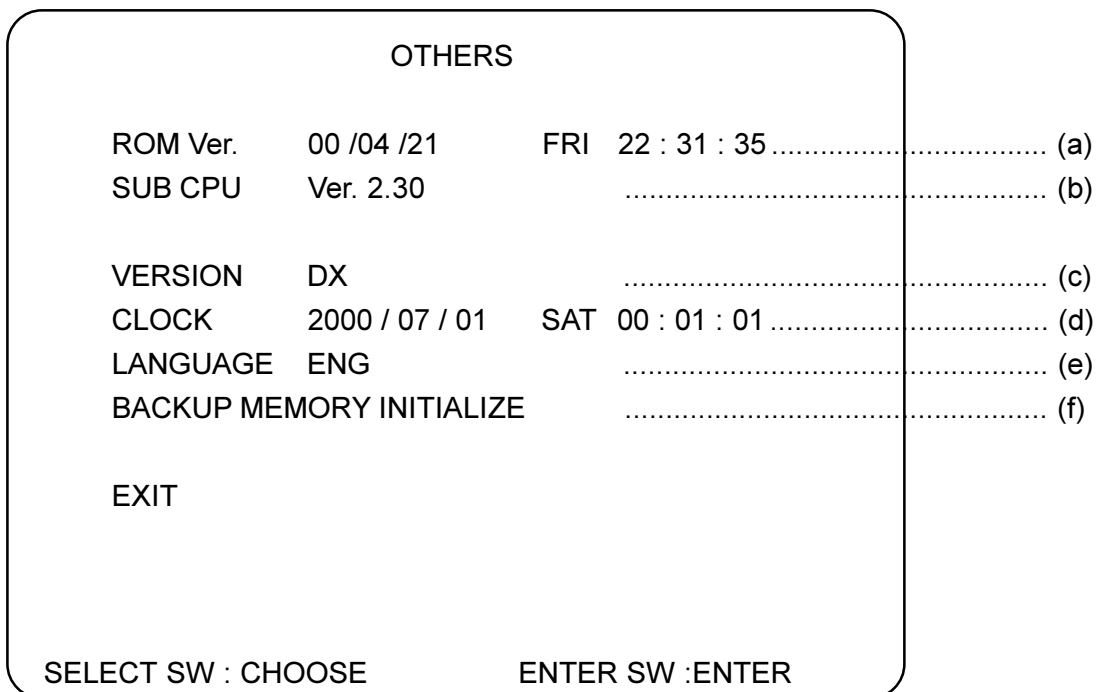 OTHERS
ROM Ver. 00 /04 /21 FRI 22 : 31 : 35 ................................. (a)
SUB CPU Ver. 2.30 ................................................... (b)
VERSION DX ................................................... (c)
CLOCK 2000 / 07 / 01 SAT 00 : 01 : 01 ................................. (d)
LANGUAGE ENG ................................................... (e)
BACKUP MEMORY INITIALIZE ................................................... (f)
EXIT
SELECT SW : CHOOSE ENTER SW :ENTER